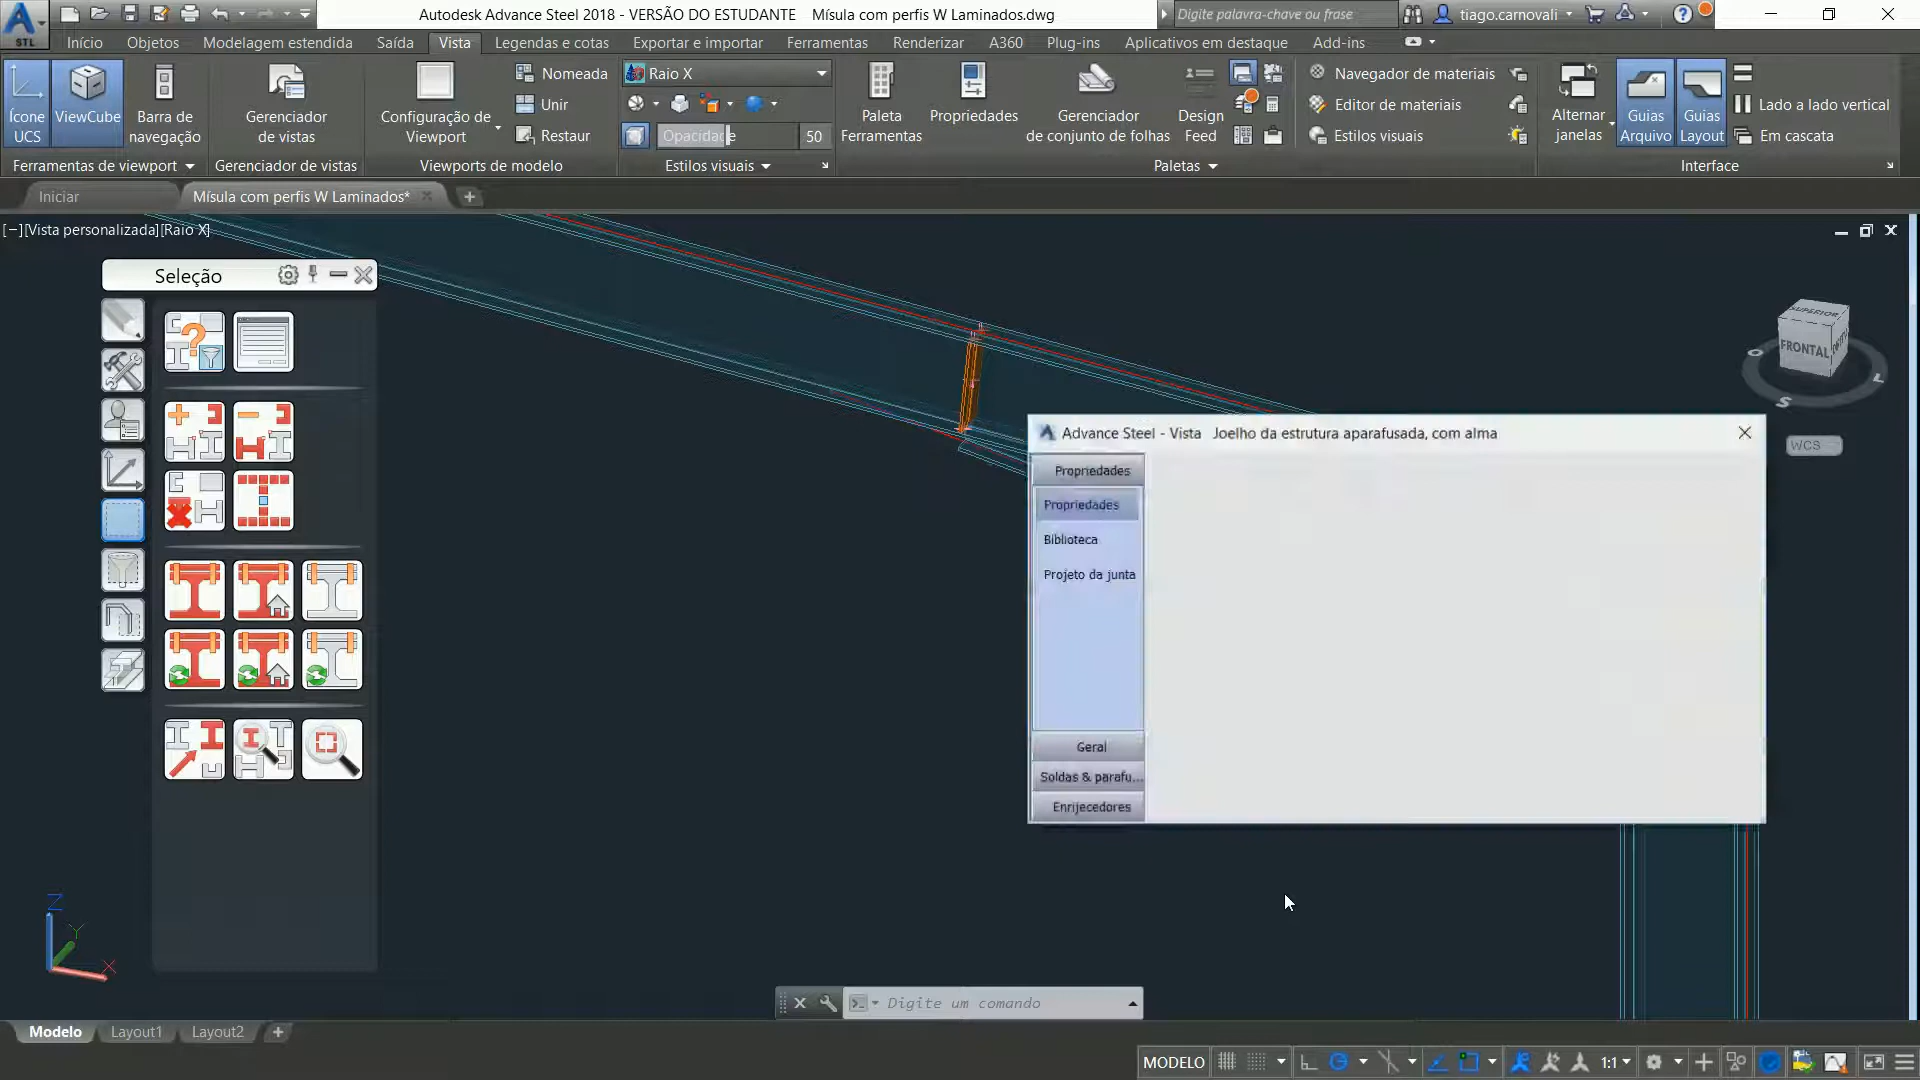 Autodesk Advance Steel 2018 - VERSÃO DO ESTUDANTE    Mísula com perfis W Laminados.dwg
Digite palavra-chave ou frase
tiago.carnovali
STL
Início Objetos Modelagem estendida Saída Vista Legendas e cotas Exportar e importar Ferramentas Renderizar A360 Plug-ins Aplicativos em destaque Add-ins
Ícone UCS
ViewCube
Barra de navegação
Gerenciador de vistas
Configuração de Viewport
Nomeada
Unir
Restaur
Raio X
Opacidade 50
Paleta Ferramentas
Propriedades
Gerenciador de conjunto de folhas
Design Feed
Navegador de materiais
Editor de materiais
Estilos visuais
Alternar janelas
Guias Arquivo
Guias Layout
Lado a lado vertical
Em cascata
Ferramentas de viewport
Gerenciador de vistas
Viewports de modelo
Estilos visuais
Paletas
Interface
Iniciar
Mísula com perfis W Laminados*
[−][Vista personalizada][Raio X]
Seleção
SUPERIOR
FRONTAL
O
L
S
WCS
Advance Steel - Vista   Joelho da estrutura aparafusada, com alma
Propriedades
Propriedades
Biblioteca
Projeto da junta
Geral
Soldas & parafu...
Enrijecedores
Z
Y
X
Digite um comando
Modelo Layout1 Layout2
MODELO
1:1